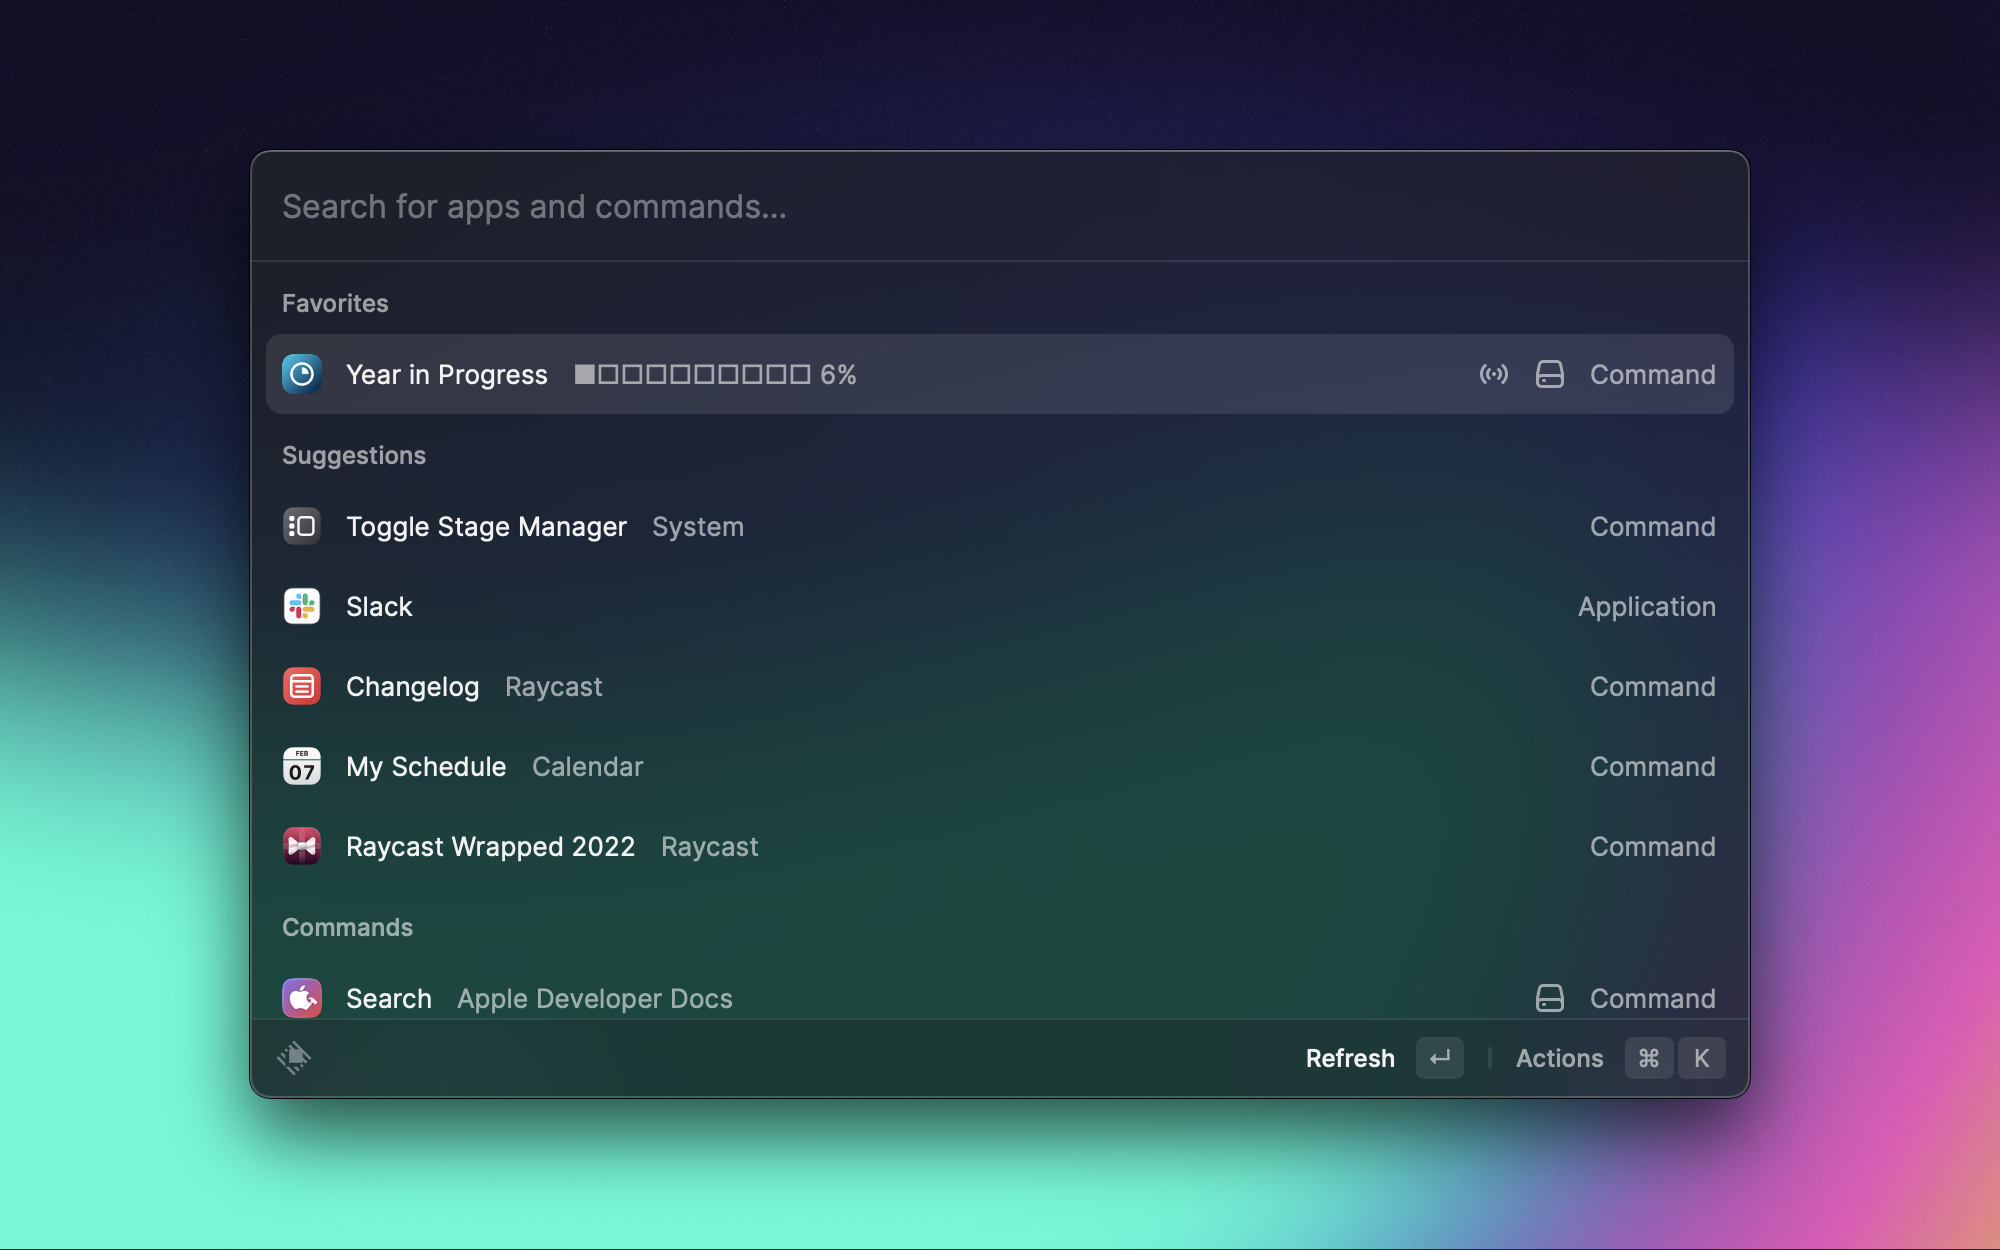 Search for apps and commands...
Favorites
Year in Progress ■□□□□□□□□□ 6% Command
Suggestions
Toggle Stage Manager System Command
Slack Application
Changelog Raycast Command
FEB
07 My Schedule Calendar Command
Raycast Wrapped 2022 Raycast Command
Commands
Search Apple Developer Docs Command
Refresh ↵ Actions ⌘ K